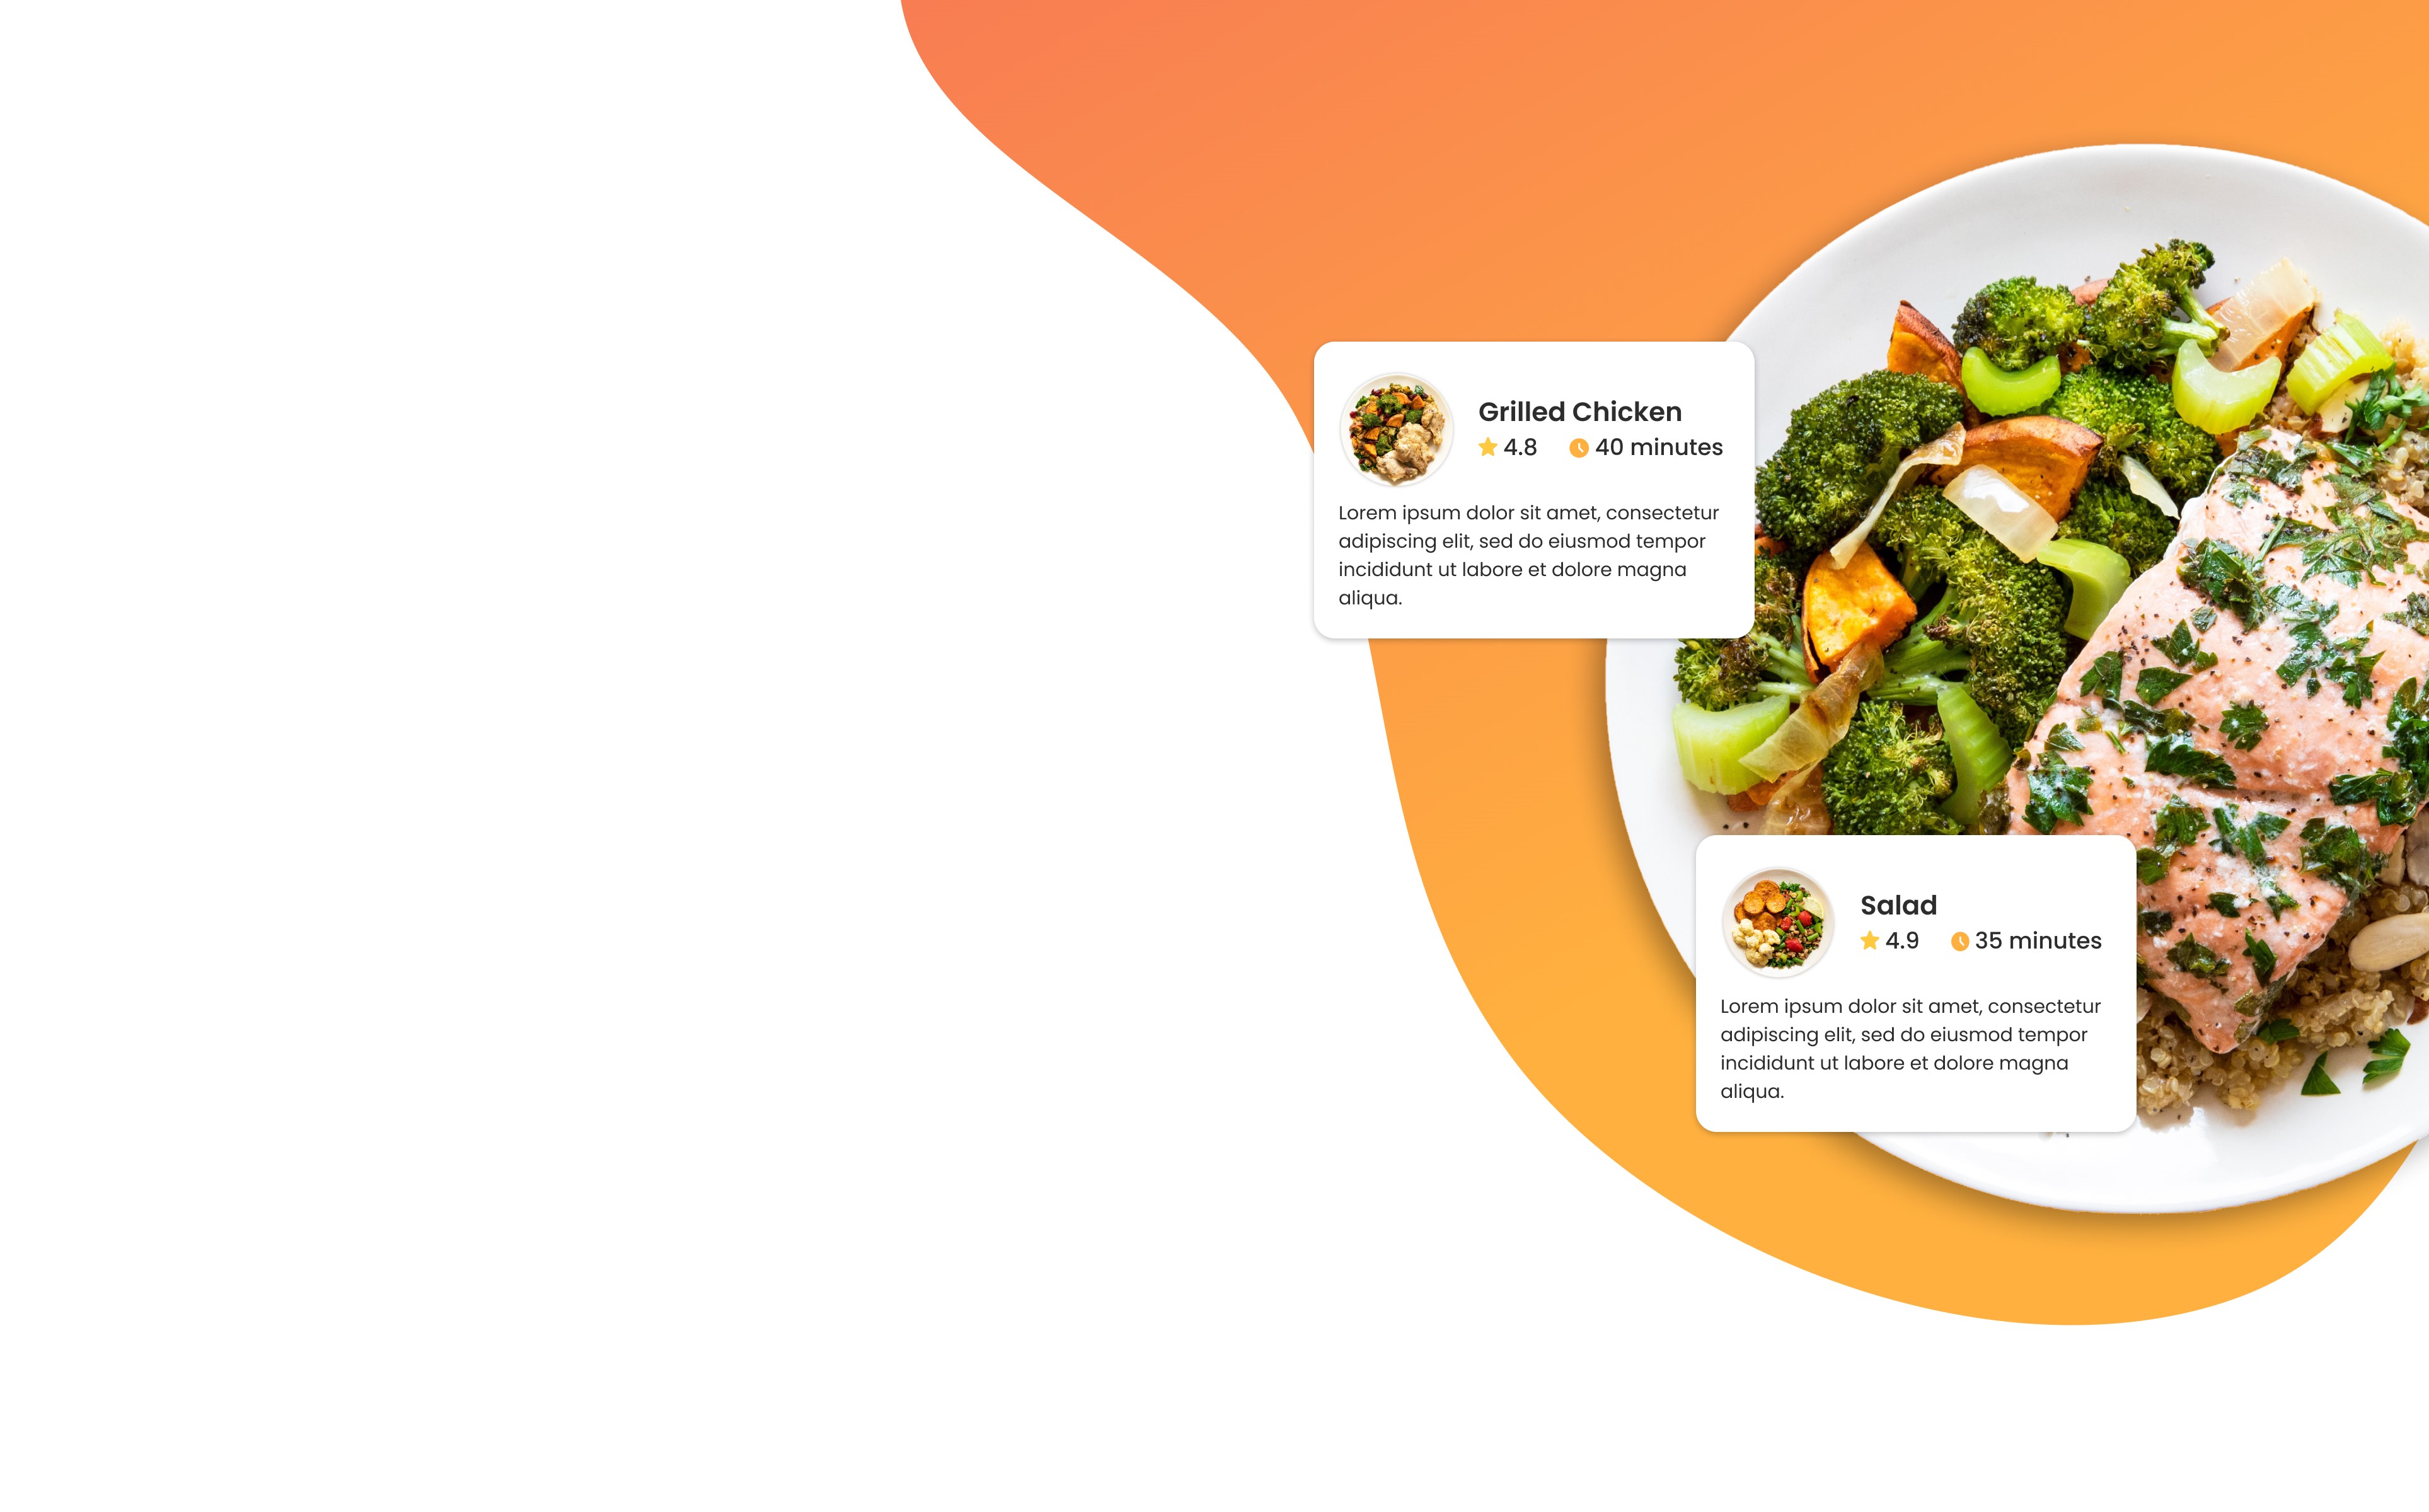 Grilled Chicken
4.8 40 minutes
Lorem ipsum dolor sit amet, consectetur
adipiscing elit, sed do eiusmod tempor
incididunt ut labore et dolore magna
aliqua.
Salad
4.9 35 minutes
Lorem ipsum dolor sit amet, consectetur
adipiscing elit, sed do eiusmod tempor
incididunt ut labore et dolore magna
aliqua.